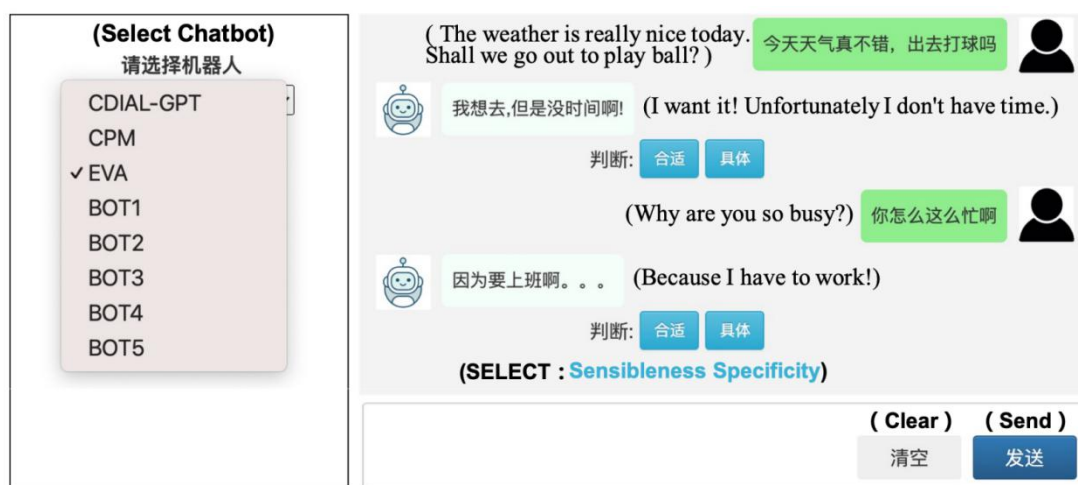 (Select Chatbot)
请选择机器人
CDIAL-GPT
CPM
✓ EVA
BOT1
BOT2
BOT3
BOT4
BOT5
( The weather is really nice today.
Shall we go out to play ball? )
今天天气真不错，出去打球吗
我想去,但是没时间啊!
(I want it! Unfortunately I don't have time.)
判断: 合适 具体
(Why are you so busy?)
你怎么这么忙啊
因为要上班啊。。。
(Because I have to work!)
判断: 合适 具体
(SELECT : Sensibleness Specificity)
( Clear ) ( Send )
清空 发送